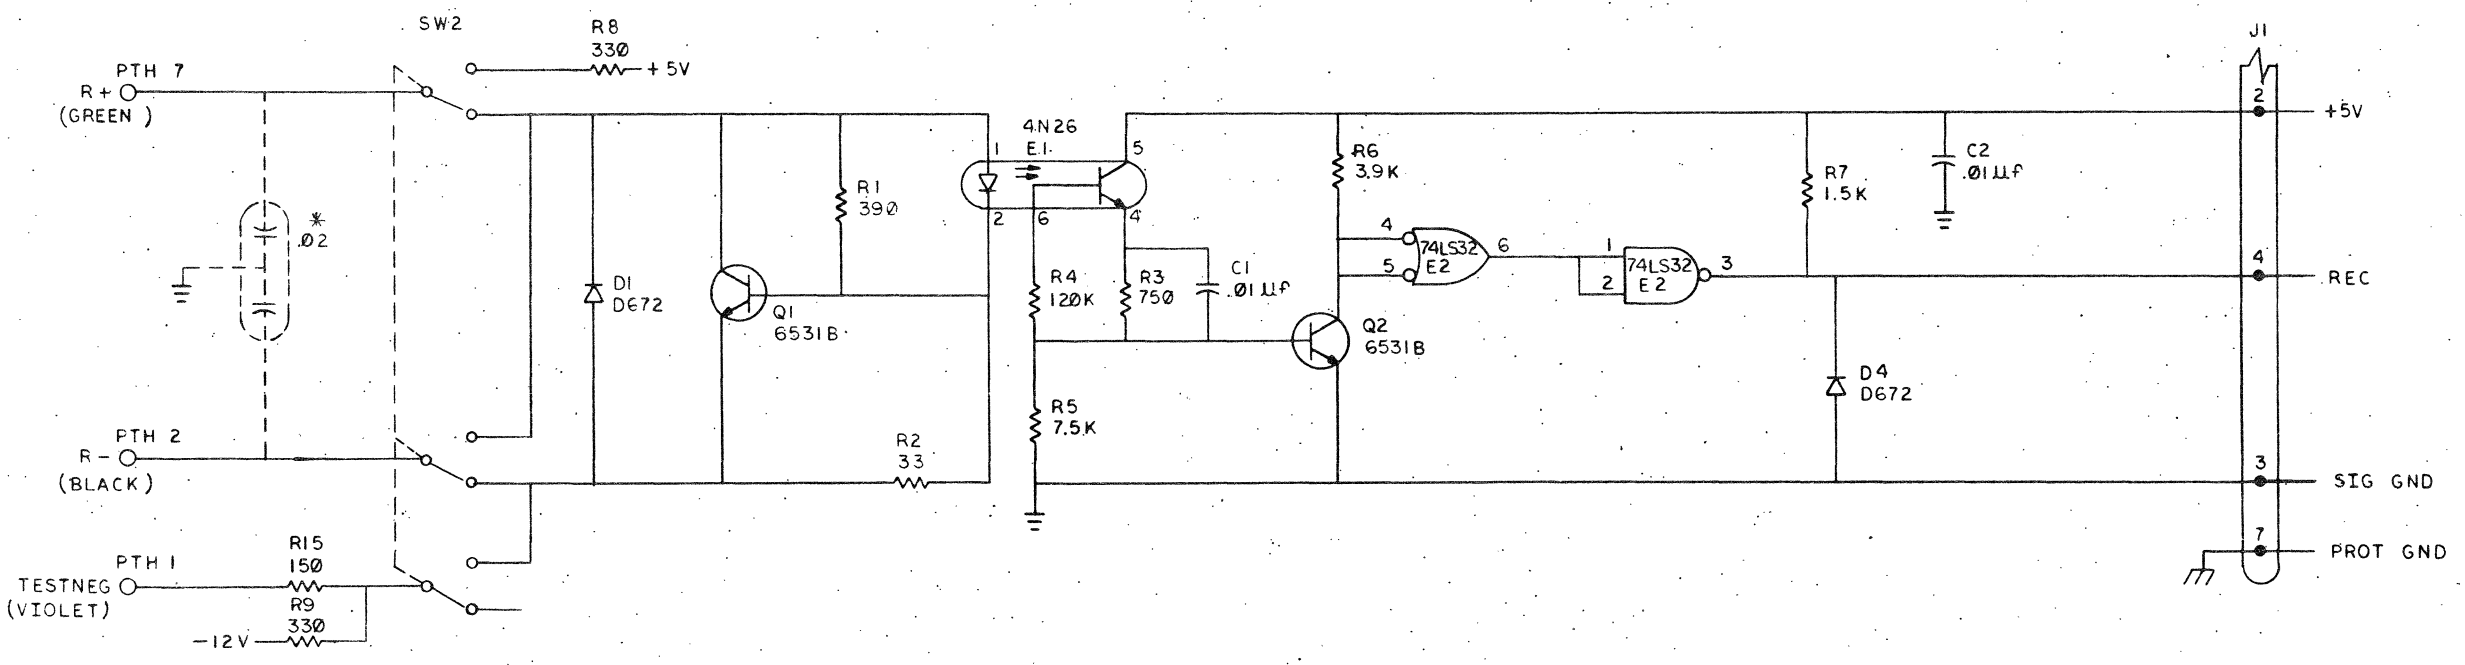 SW2
R8
330
+5V
PTH 7
R+
(GREEN )
*
.02
PTH 2
R-
(BLACK)
PTH 1
TESTNEG
(VIOLET)
R15
150
R9
330
-12V
D1
D672
Q1
6531B
R1
390
R2
33
4N26
E1
1
2
5
6
4
R4
120K
R3
750
C1
.01µf
R5
7.5K
R6
3.9K
Q2
6531B
4
5
74LS32
E2
6
1
2
74LS32
E2
3
R7
1.5K
C2
.01µf
D4
D672
J1
2
+5V
4
REC
3
SIG GND
7
PROT GND